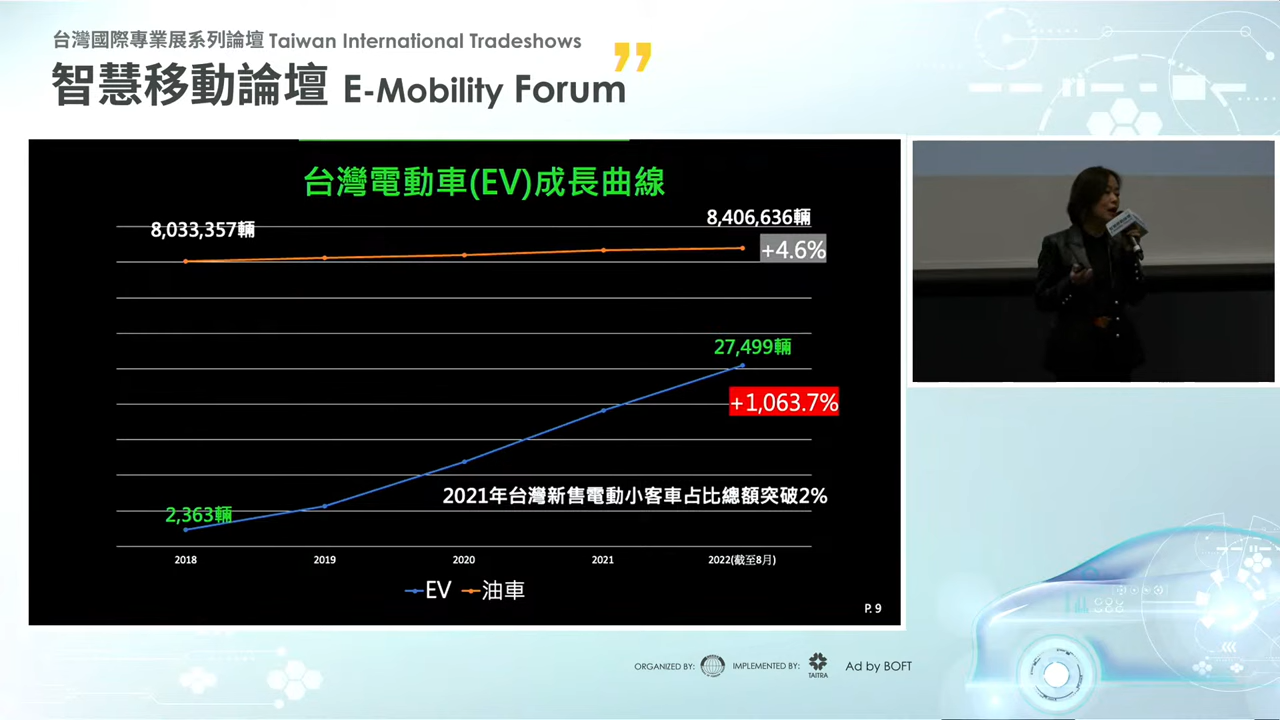 台灣國際專業展系列論壇 Taiwan International Tradeshows
智慧移動論壇 E-Mobility Forum
台灣電動車(EV)成長曲線
8,033,357輛
8,406,636輛
+4.6%
27,499輛
+1,063.7%
2021年台灣新售電動小客車占比總額突破2%
2,363輛
2018
2019
2020
2021
2022(截至8月)
EV
油車
P. 9
ORGANIZED BY:
IMPLEMENTED BY:
TAITRA
Ad by BOFT